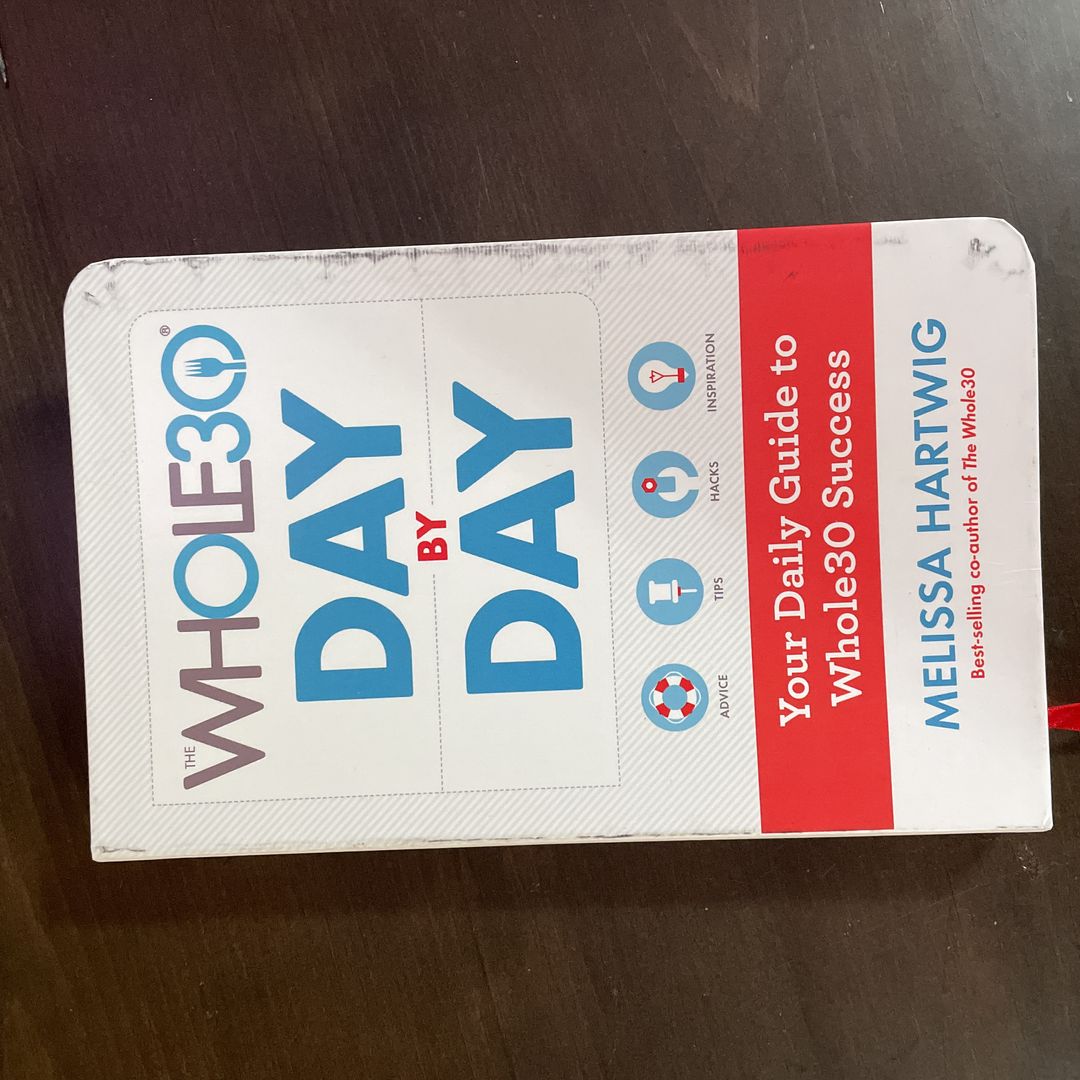 THE
WHOLE30®
DAY
BY
DAY
ADVICE TIPS HACKS INSPIRATION
Your Daily Guide to
Whole30 Success
MELISSA HARTWIG
Best-selling co-author of The Whole30